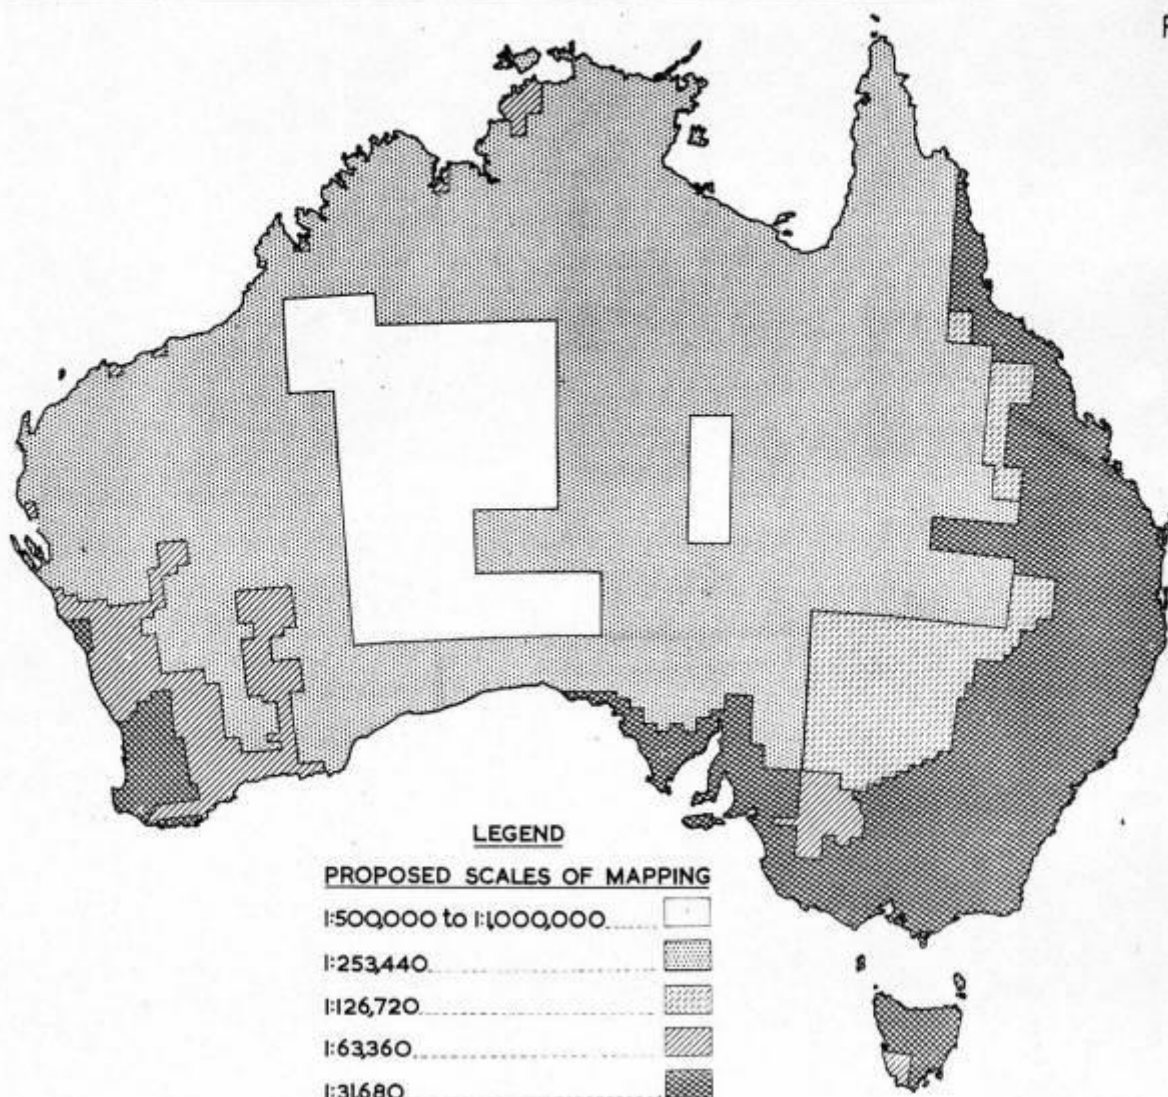 LEGEND
PROPOSED SCALES OF MAPPING
1:500,000 to 1:1,000,000
1:253,440
1:126,720
1:63,360
1:31,680